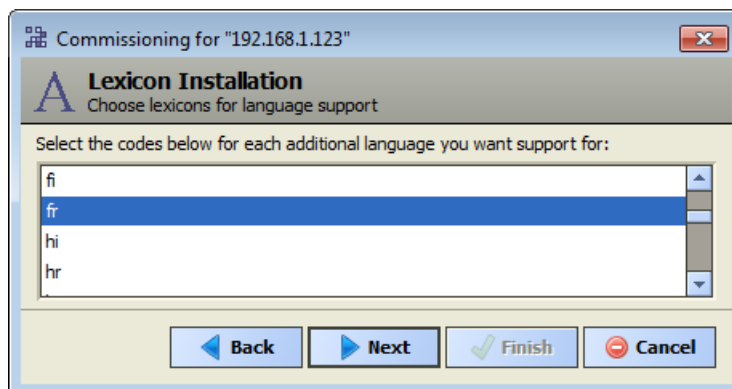 Commissioning for "192.168.1.123"
Lexicon Installation
Choose lexicons for language support
Select the codes below for each additional language you want support for:
fi
fr
hi
hr
Back Next Finish Cancel